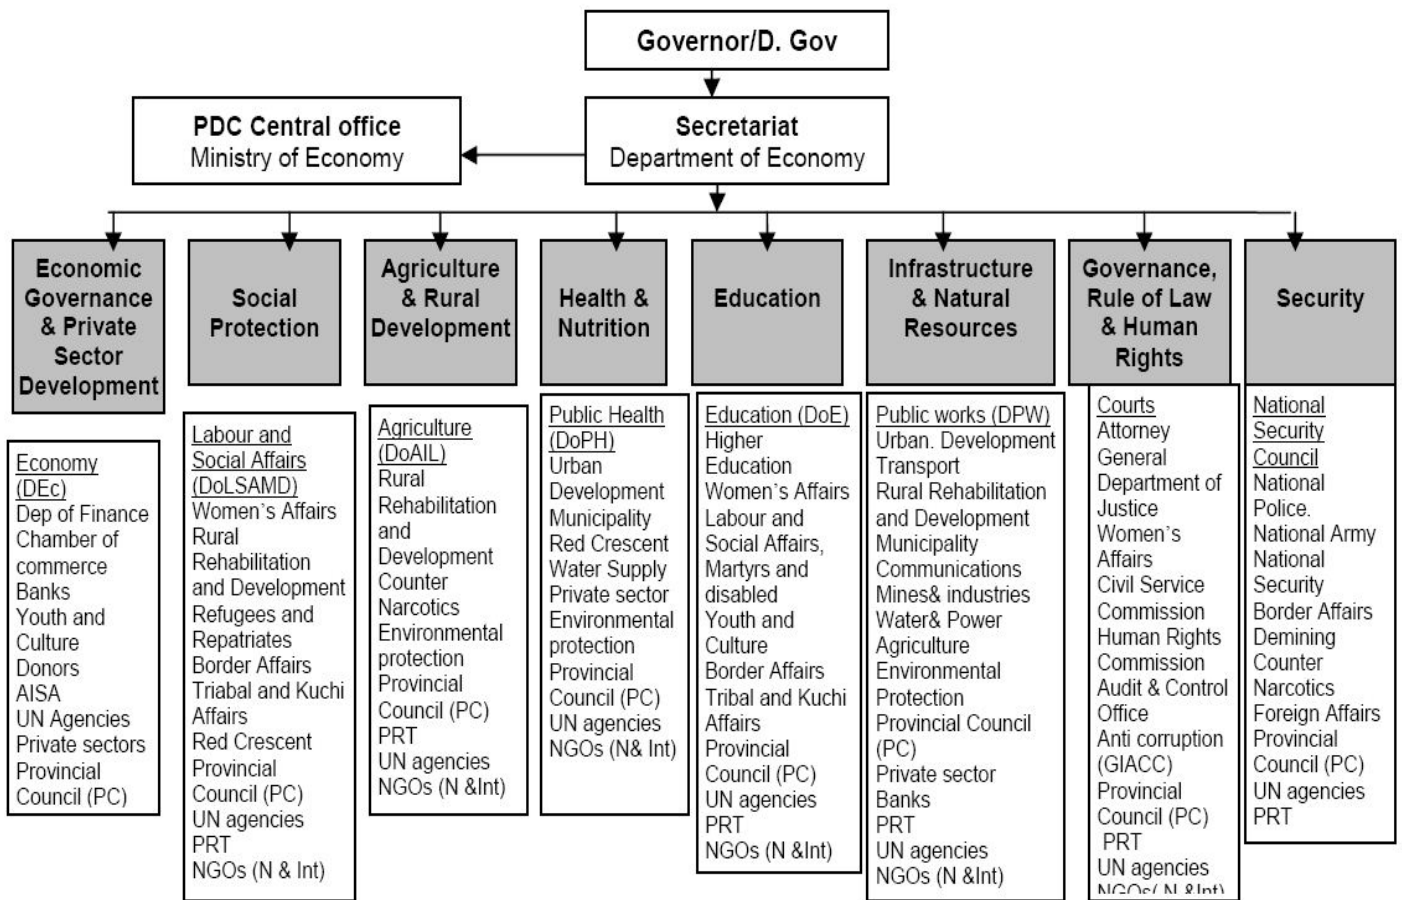 Governor/D. Gov
PDC Central office
Ministry of Economy
Secretariat
Department of Economy
Economic
Governance
& Private
Sector
Development
Social
Protection
Agriculture
& Rural
Development
Health &
Nutrition
Education
Infrastructure
& Natural
Resources
Governance,
Rule of Law
& Human
Rights
Security
Economy
(DEc)
Dep of Finance
Chamber of
commerce
Banks
Youth and
Culture
Donors
AISA
UN Agencies
Private sectors
Provincial
Council (PC)
Labour and
Social Affairs
(DoLSAMD)
Women's Affairs
Rural
Rehabilitation
and Development
Refugees and
Repatriates
Border Affairs
Triabal and Kuchi
Affairs
Red Crescent
Provincial
Council (PC)
UN agencies
PRT
NGOs (N & Int)
Agriculture
(DoAIL)
Rural
Rehabilitation
and
Development
Counter
Narcotics
Environmental
protection
Provincial
Council (PC)
PRT
UN agencies
NGOs (N &Int)
Public Health
(DoPH)
Urban
Development
Municipality
Red Crescent
Water Supply
Private sector
Environmental
protection
Provincial
Council (PC)
UN agencies
NGOs (N& Int)
Education (DoE)
Higher
Education
Women's Affairs
Labour and
Social Affairs,
Martyrs and
disabled
Youth and
Culture
Border Affairs
Tribal and Kuchi
Affairs
Provincial
Council (PC)
UN agencies
PRT
NGOs (N &Int)
Public works (DPW)
Urban. Development
Transport
Rural Rehabilitation
and Development
Municipality
Communications
Mines& industries
Water& Power
Agriculture
Environmental
Protection
Provincial Council
(PC)
Private sector
Banks
PRT
UN agencies
NGOs (N &Int)
Courts
Attorney
General
Department of
Justice
Women's
Affairs
Civil Service
Commission
Human Rights
Commission
Audit & Control
Office
Anti corruption
(GIACC)
Provincial
Council (PC)
PRT
UN agencies
NGOs( N &Int)
National
Security
Council
National
Police.
National Army
National
Security
Border Affairs
Demining
Counter
Narcotics
Foreign Affairs
Provincial
Council (PC)
UN agencies
PRT